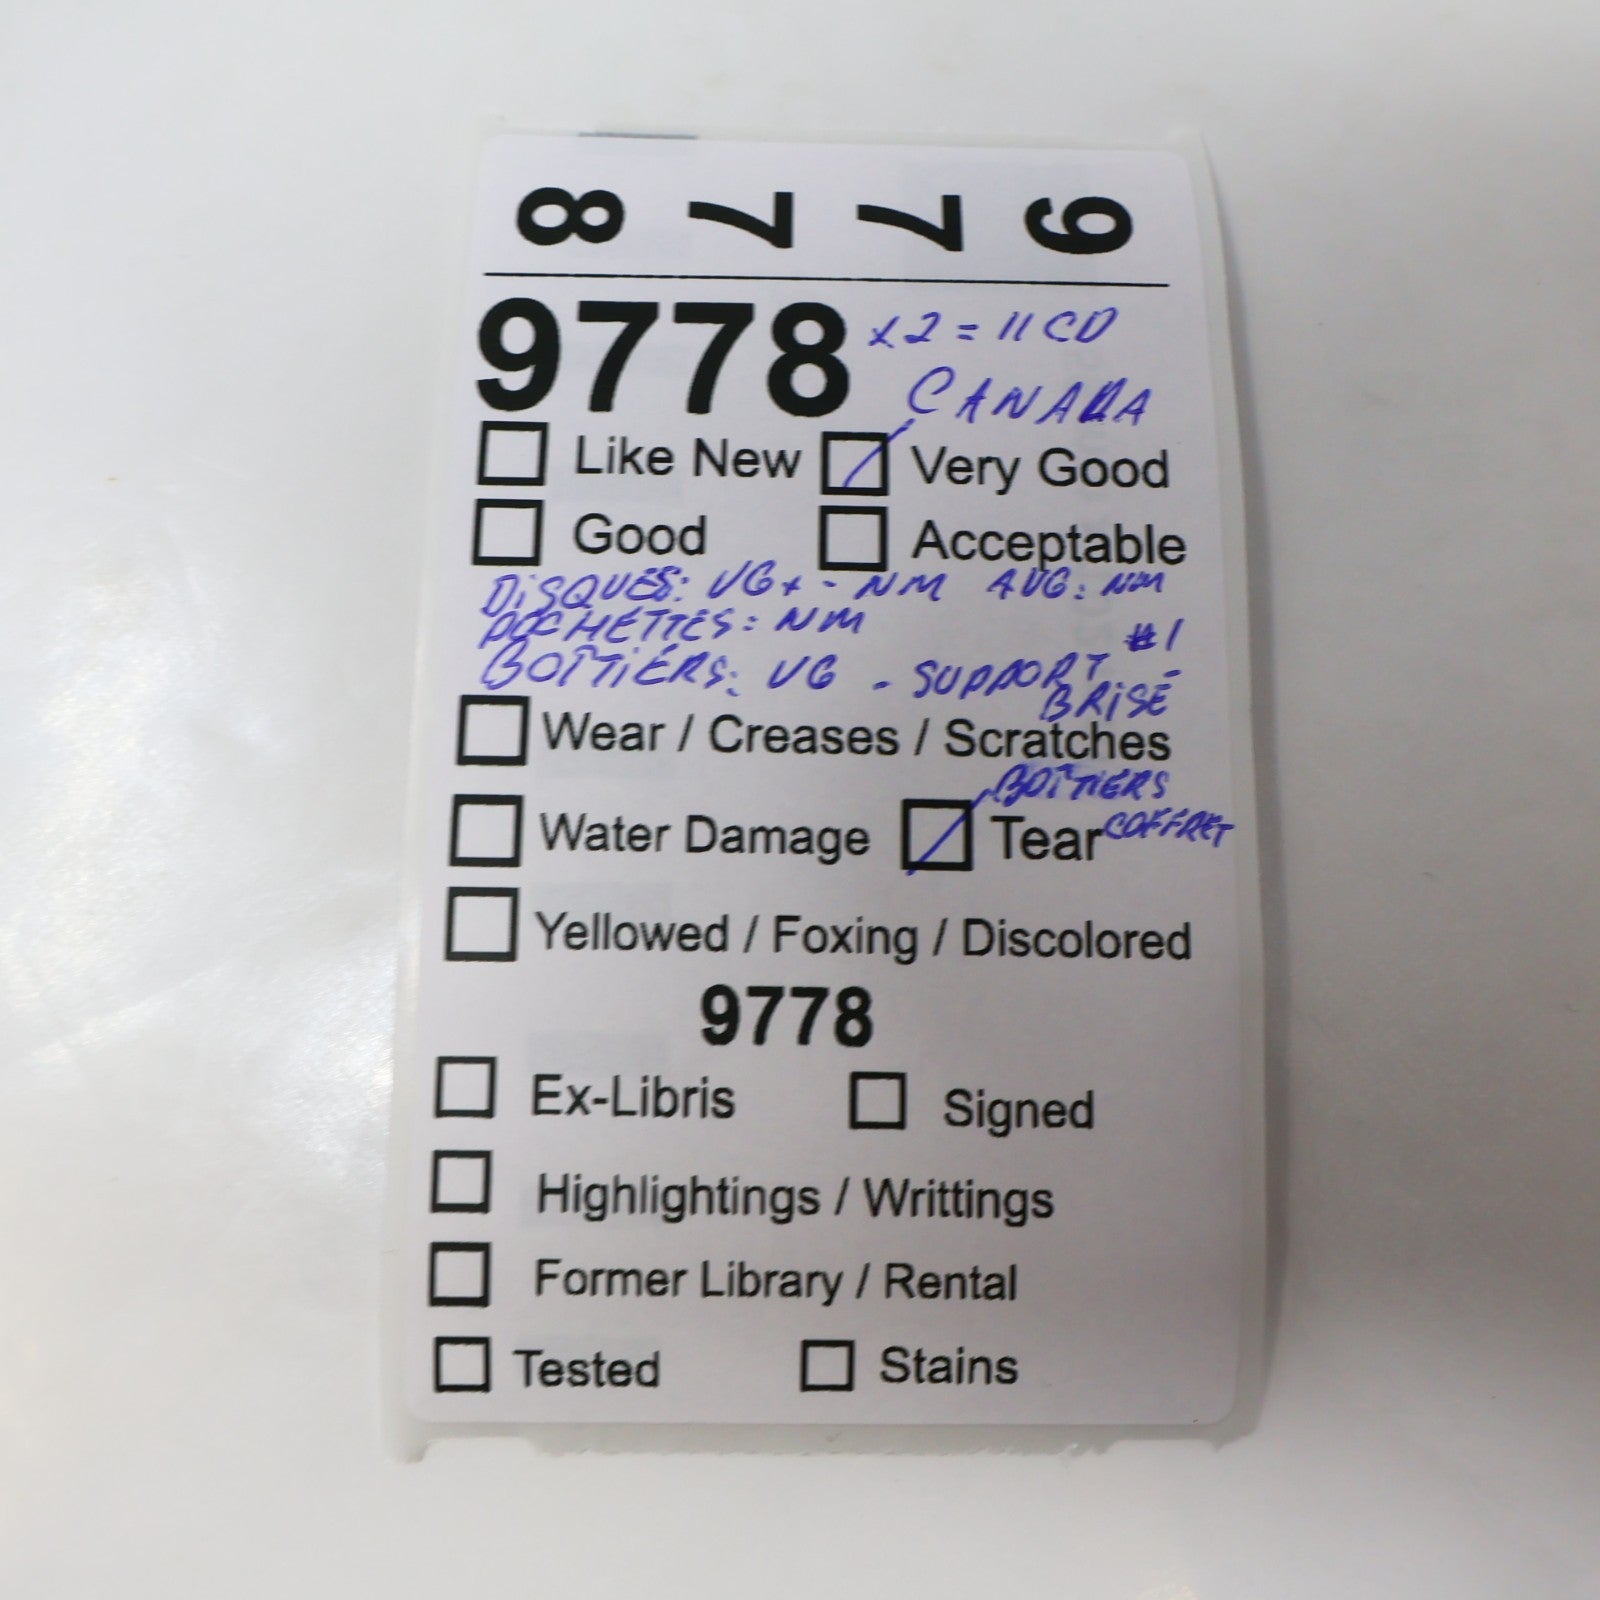 9778
9778 x2 = 11 CD
CANADA
Like New Very Good
Good Acceptable
DISQUES: VG+ - NM AVG: NM
POCHETTES: NM #1
BOÎTIERS: VG - SUPPORT
BRISÉ
Wear / Creases / Scratches
BOÎTIERS
Water Damage Tear COFFRET
Yellowed / Foxing / Discolored
9778
Ex-Libris Signed
Highlightings / Writtings
Former Library / Rental
Tested Stains